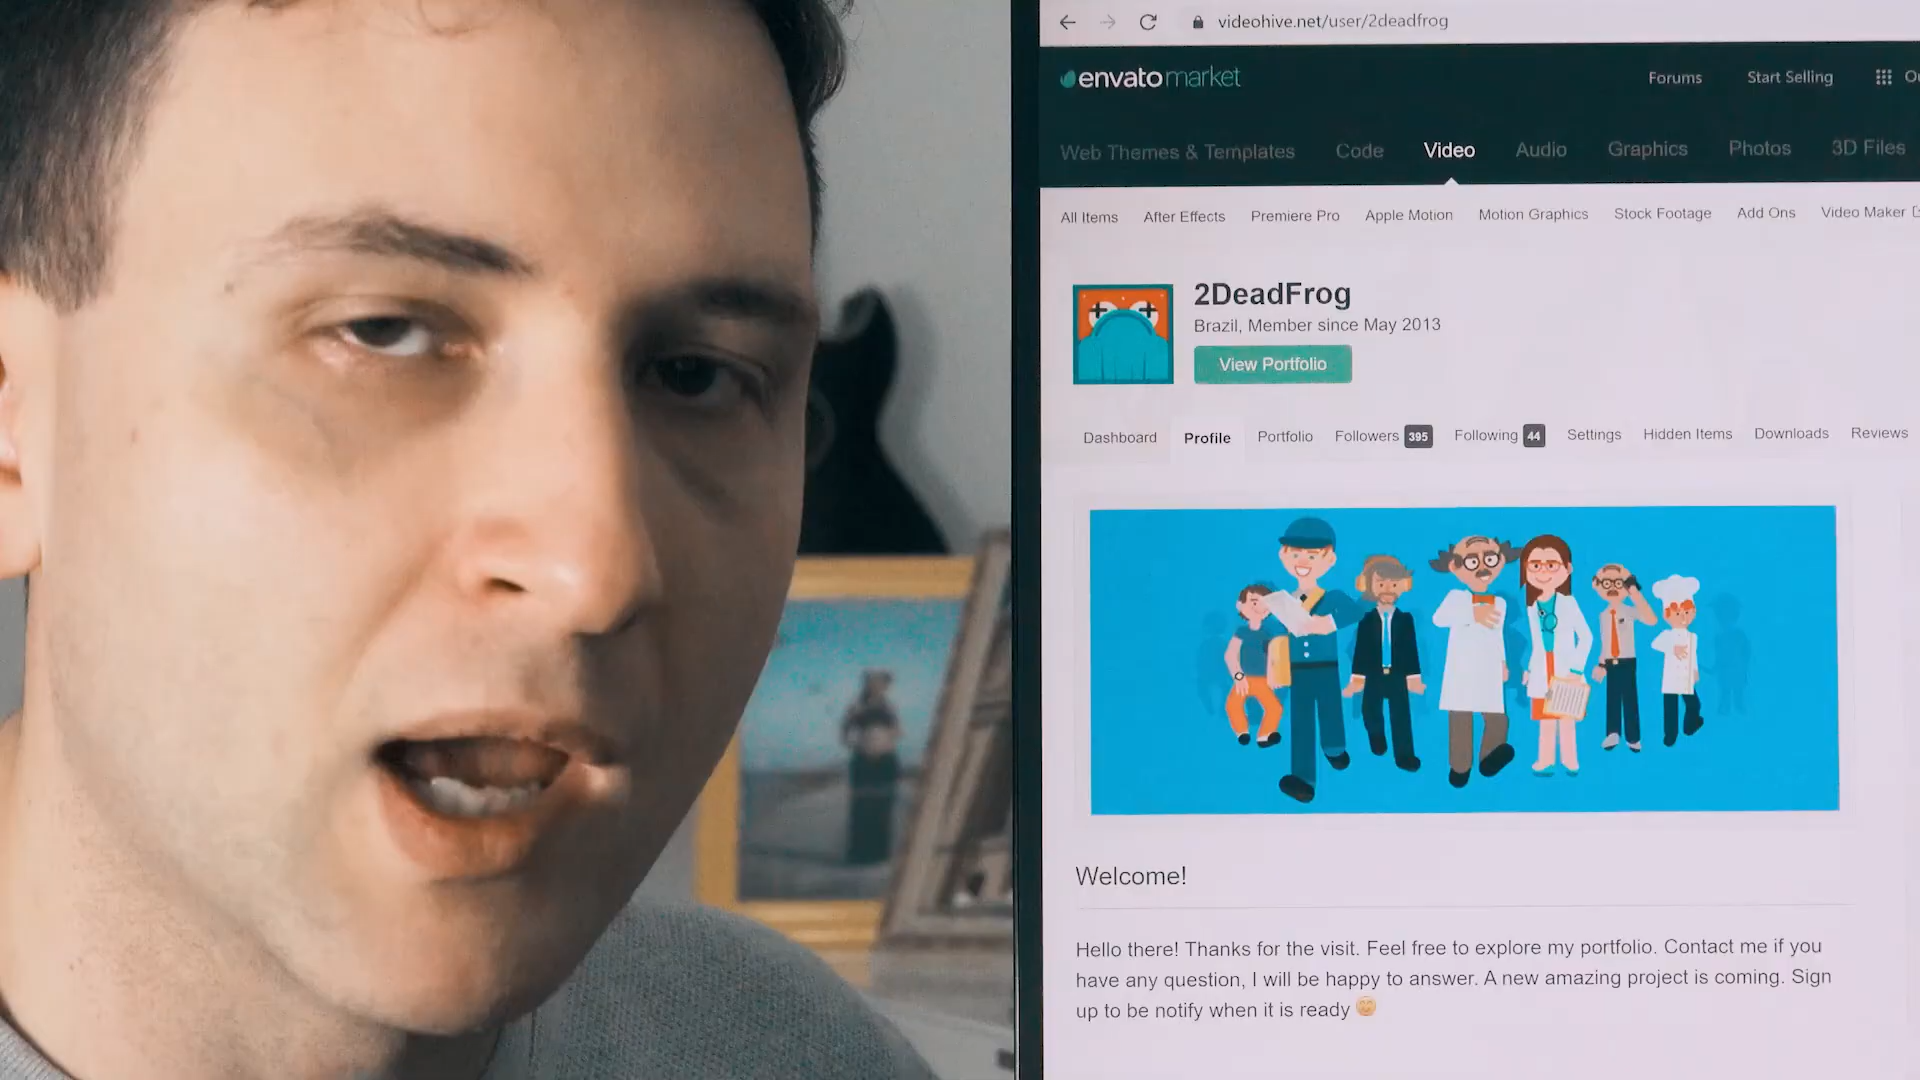 videohive.net/user/2deadfrog
envato market
Forums Start Selling
Web Themes & Templates Code Video Audio Graphics Photos 3D Files
All Items After Effects Premiere Pro Apple Motion Motion Graphics Stock Footage Add Ons Video Maker
2DeadFrog
Brazil, Member since May 2013
View Portfolio
Dashboard Profile Portfolio Followers 395 Following 44 Settings Hidden Items Downloads Reviews
Welcome!
Hello there! Thanks for the visit. Feel free to explore my portfolio. Contact me if you
have any question, I will be happy to answer. A new amazing project is coming. Sign
up to be notify when it is ready 😊